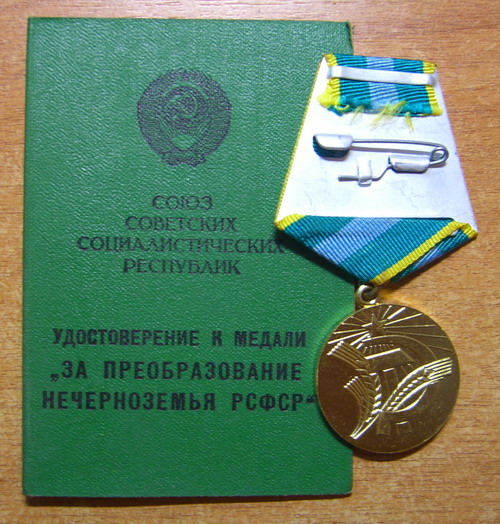 СОЮЗ
СОВЕТСКИХ
СОЦИАЛИСТИЧЕСКИХ
РЕСПУБЛИК
УДОСТОВЕРЕНИЕ К МЕДАЛИ
„ЗА ПРЕОБРАЗОВАНИЕ
НЕЧЕРНОЗЕМЬЯ РСФСР“